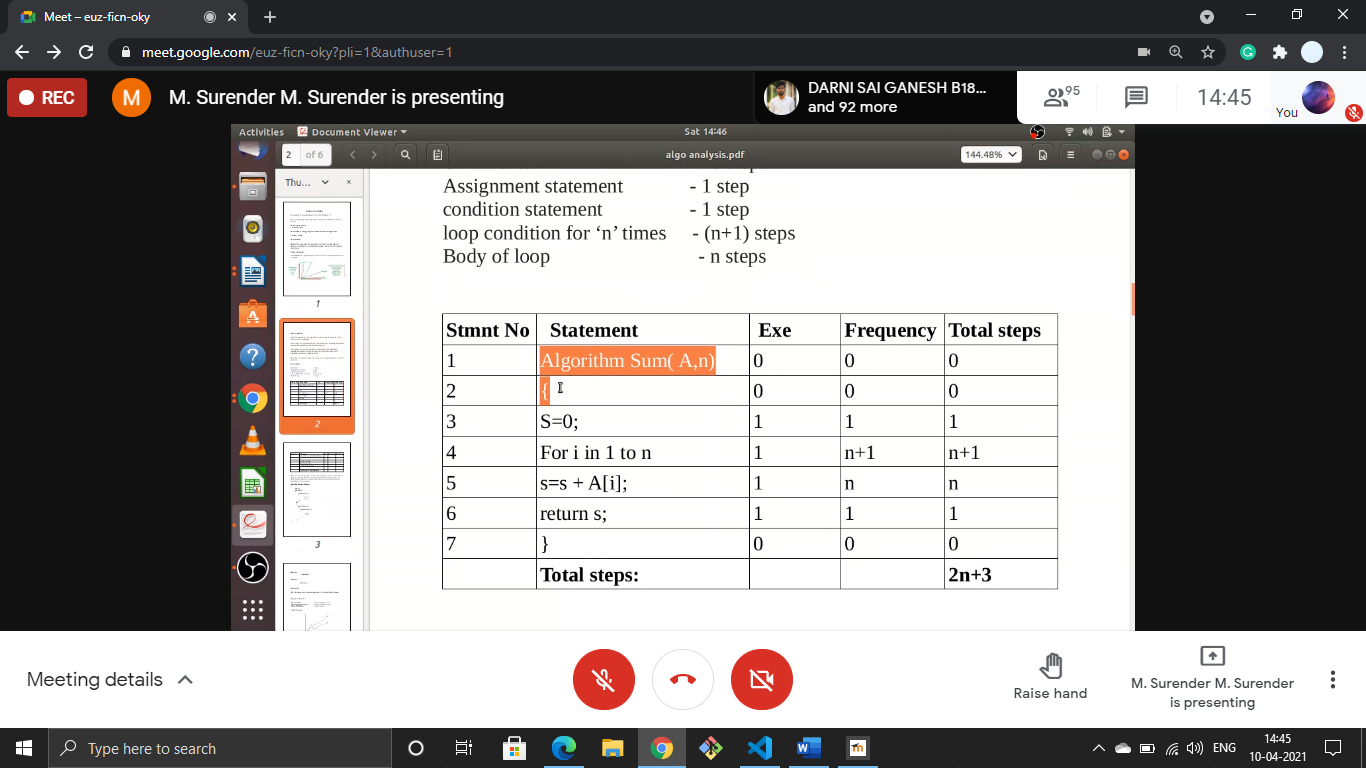 Meet – euz-ficn-oky
meet.google.com/euz-ficn-oky?pli=1&authuser=1
REC
M
M. Surender M. Surender is presenting
DARNI SAI GANESH B18...
and 92 more
95
14:45
You
Activities
Document Viewer
Sat 14:46
2 of 6
algo analysis.pdf
144.48%
Thu...
Assignment statement - 1 step
condition statement - 1 step
loop condition for ‘n’ times - (n+1) steps
Body of loop - n steps
Stmnt No Statement Exe Frequency Total steps
1 Algorithm Sum( A,n) 0 0 0
2 { 0 0 0
3 S=0; 1 1 1
4 For i in 1 to n 1 n+1 n+1
5 s=s + A[i]; 1 n n
6 return s; 1 1 1
7 } 0 0 0
Total steps: 2n+3
1
2
3
Meeting details
Raise hand
M. Surender M. Surender
is presenting
Type here to search
ENG
14:45
10-04-2021